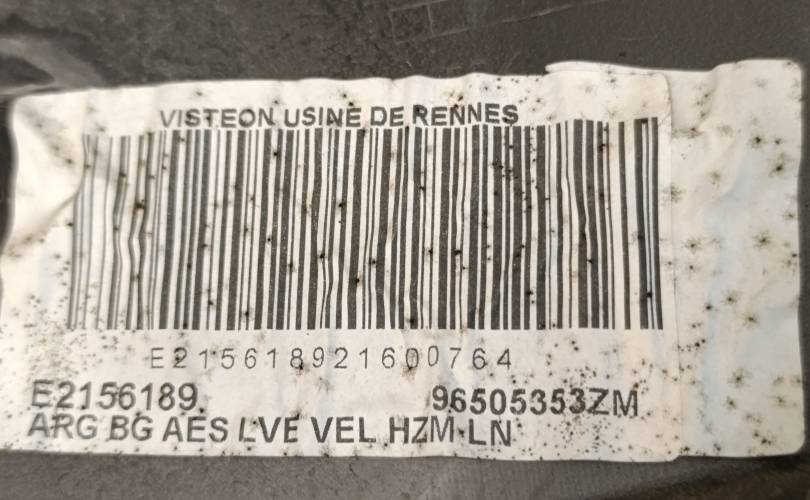 VISTEON USINE DE RENNES
E215618921600764
E2156189 96505353ZM
ARG BG AES LVE VEL HZM LN